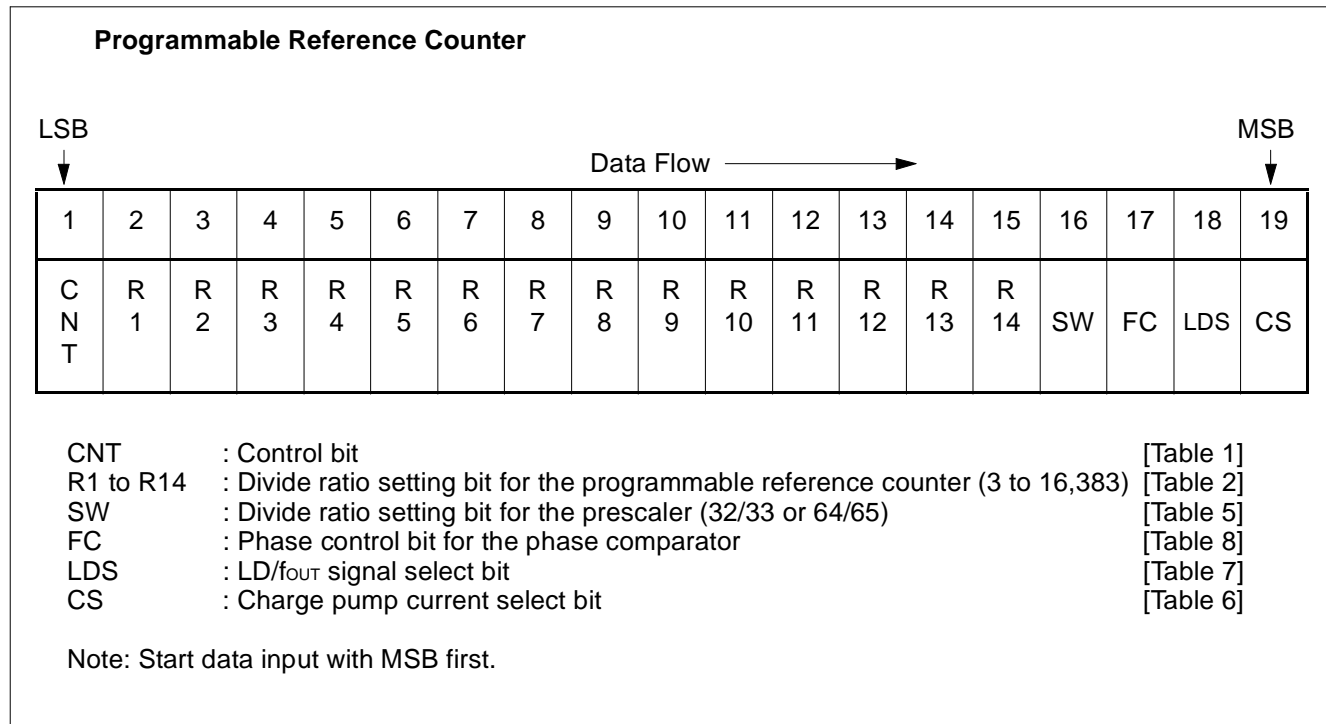 Programmable Reference Counter
LSB MSB
Data Flow
1 2 3 4 5 6 7 8 9 10 11 12 13 14 15 16 17 18 19
CNT R1 R2 R3 R4 R5 R6 R7 R8 R9 R10 R11 R12 R13 R14 SW FC LDS CS
CNT : Control bit [Table 1]
R1 to R14 : Divide ratio setting bit for the programmable reference counter (3 to 16,383) [Table 2]
SW : Divide ratio setting bit for the prescaler (32/33 or 64/65) [Table 5]
FC : Phase control bit for the phase comparator [Table 8]
LDS : LD/fOUT signal select bit [Table 7]
CS : Charge pump current select bit [Table 6]
Note: Start data input with MSB first.